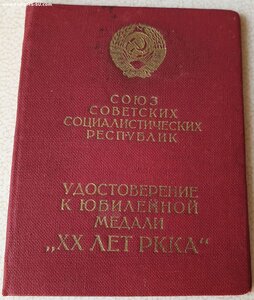 СОЮЗ
СОВЕТСКИХ
СОЦИАЛИСТИЧЕСКИХ
РЕСПУБЛИК
УДОСТОВЕРЕНИЕ
К ЮБИЛЕЙНОЙ
МЕДАЛИ
„XX ЛЕТ РККА“